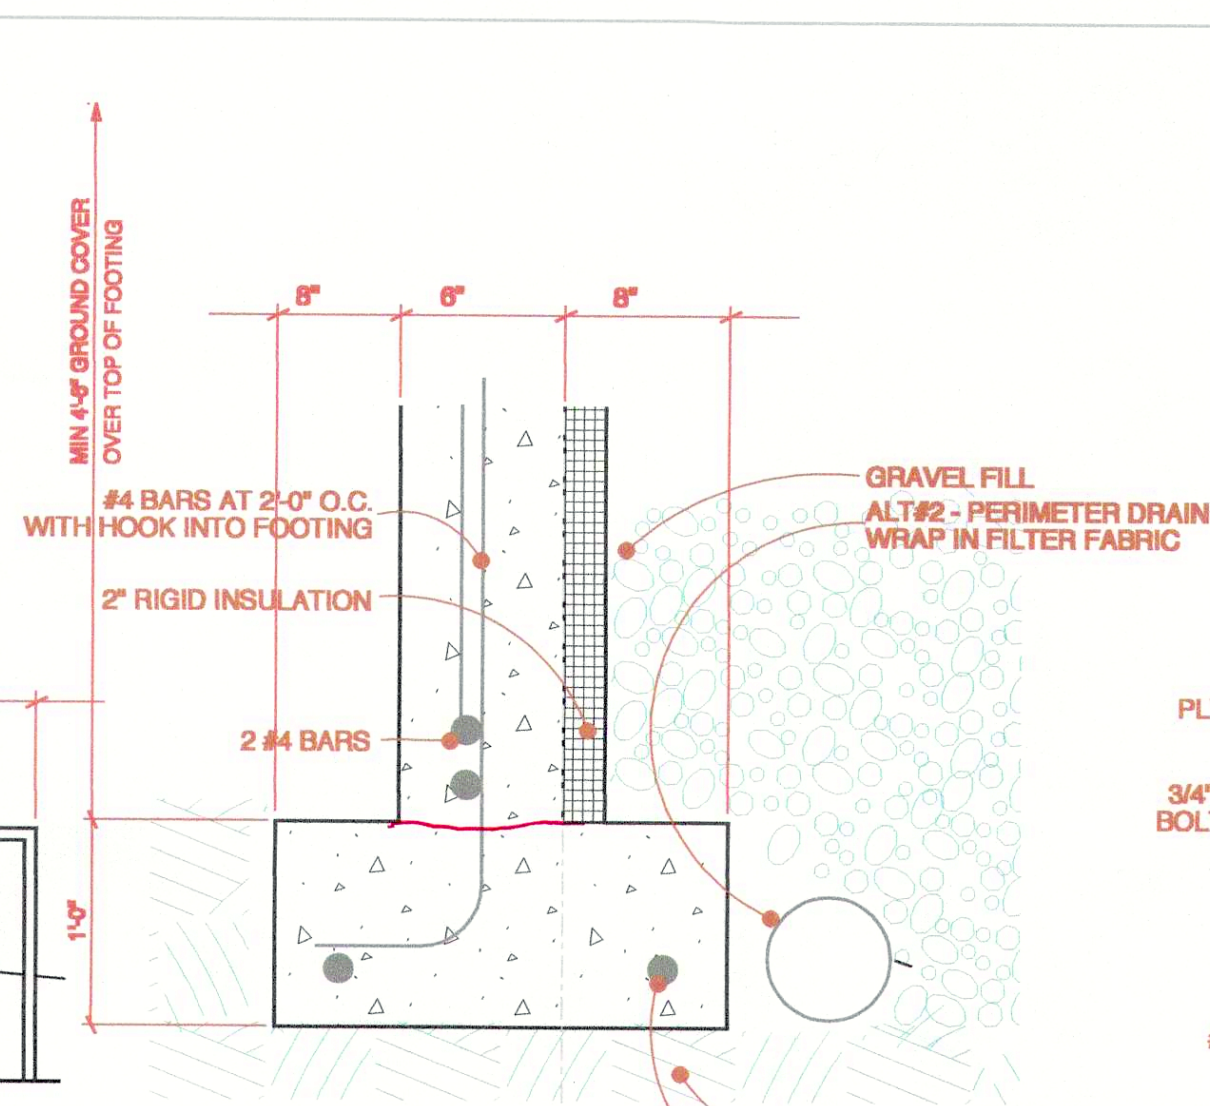 MIN 4'-6" GROUND COVER
OVER TOP OF FOOTING
8"
6"
8"
#4 BARS AT 2'-0" O.C.
WITH HOOK INTO FOOTING
2" RIGID INSULATION
2 #4 BARS
1'-0"
GRAVEL FILL
ALT#2 - PERIMETER DRAIN
WRAP IN FILTER FABRIC
3/4"